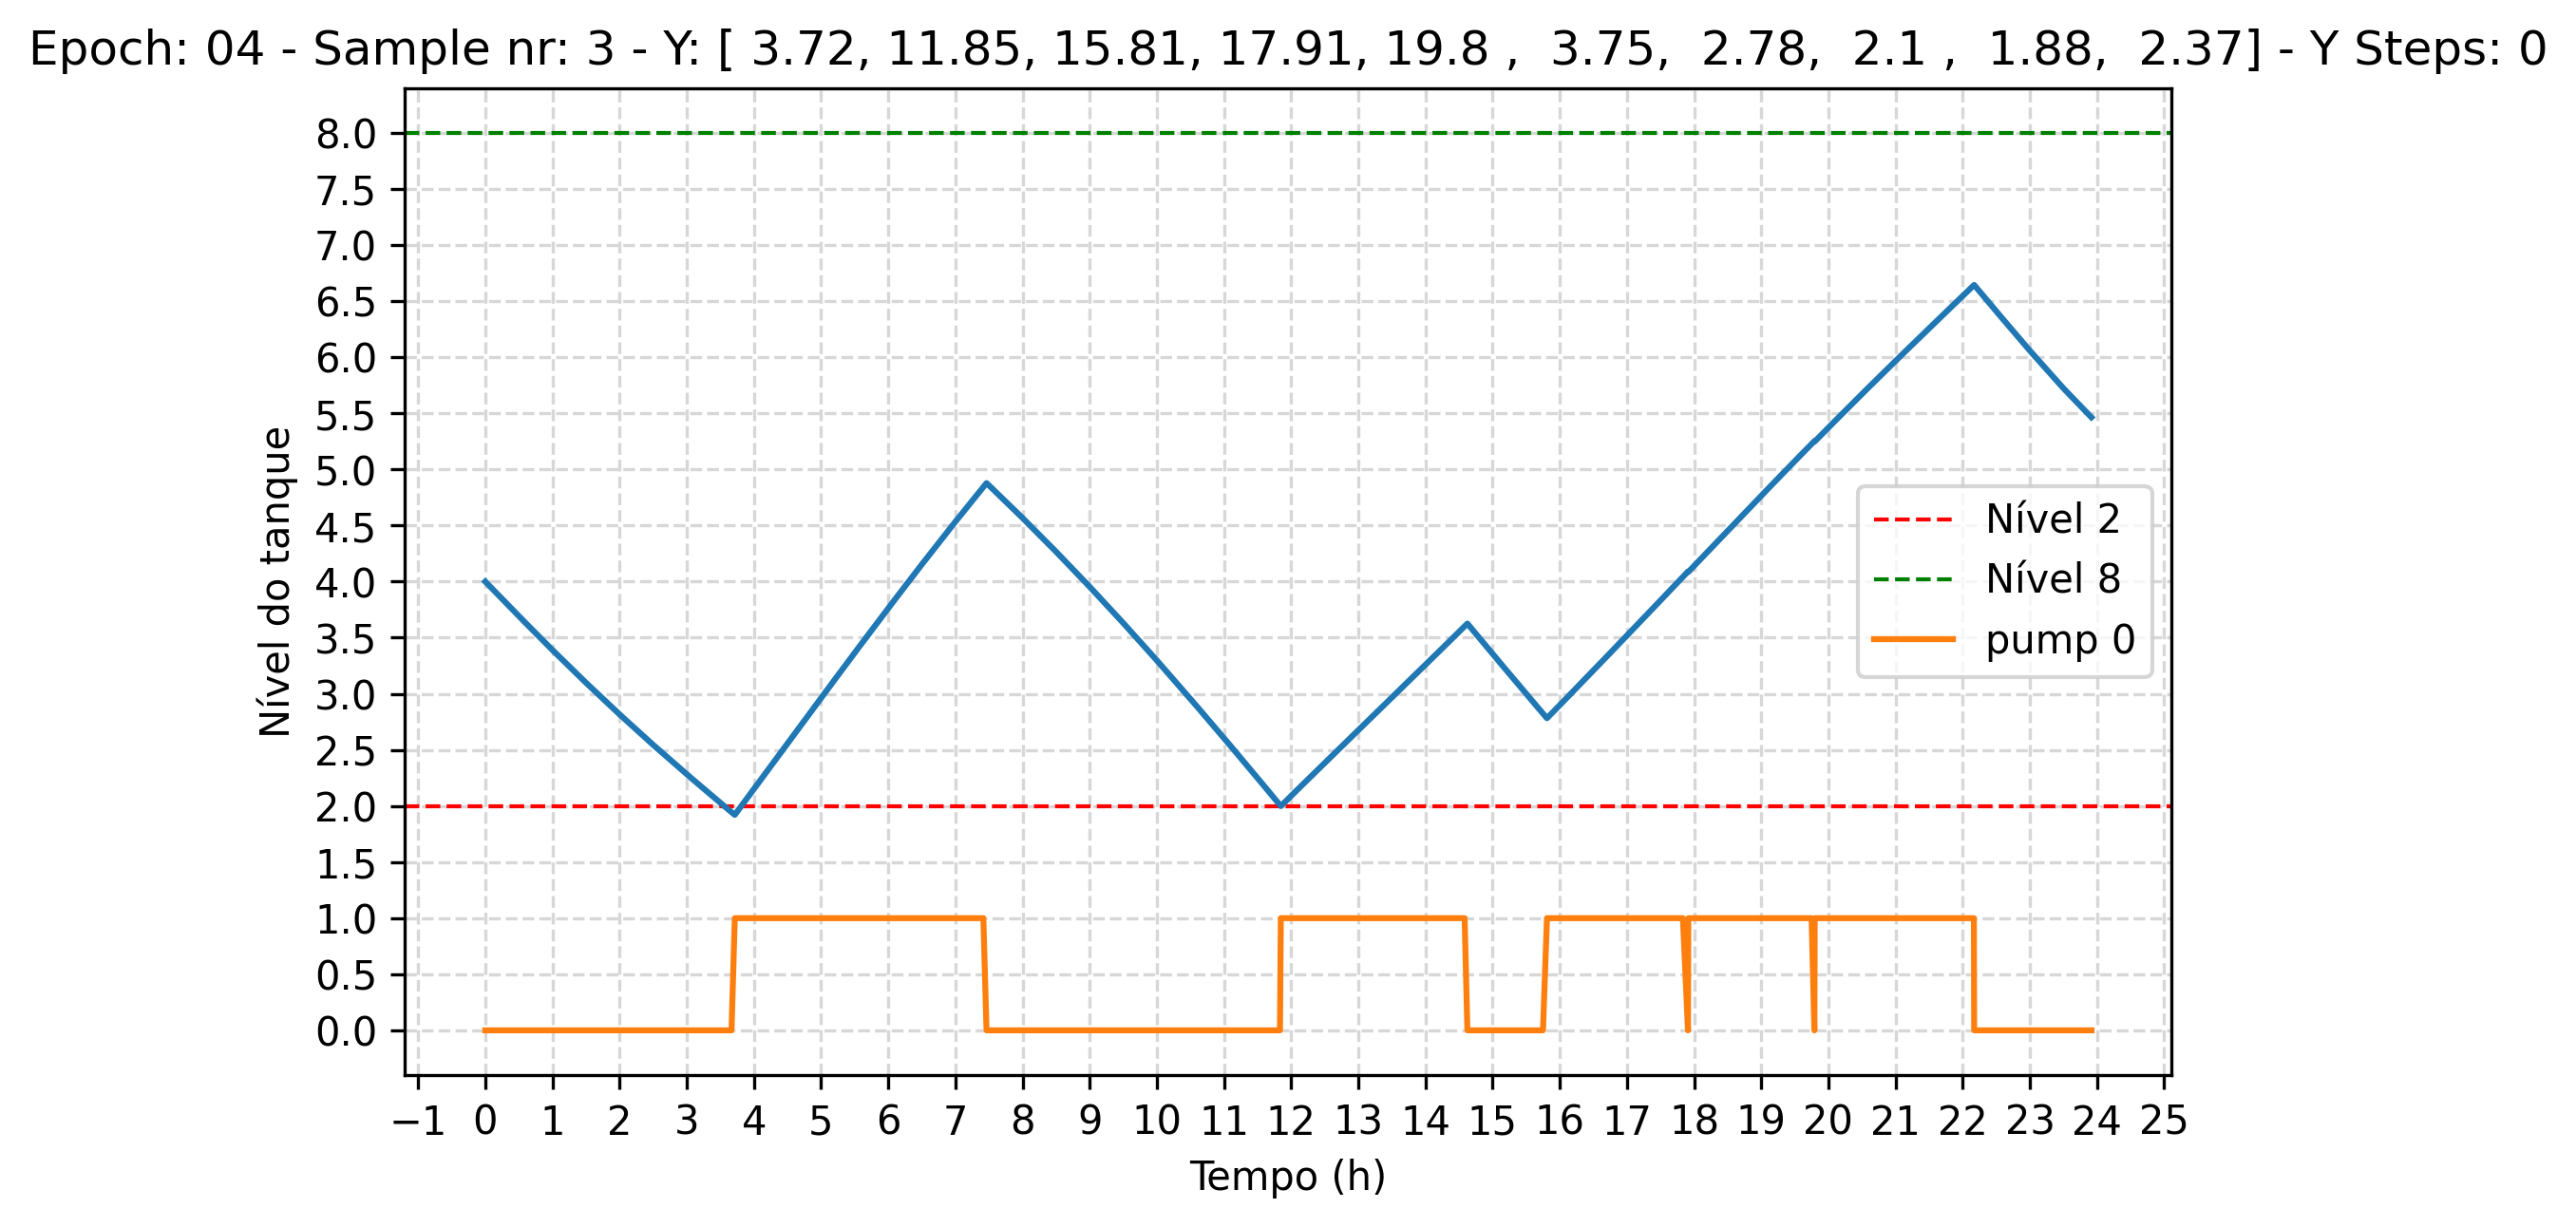 Epoch: 04 - Sample nr: 3 - Y: [ 3.72, 11.85, 15.81, 17.91, 19.8 ,  3.75,  2.78,  2.1 ,  1.88,  2.37] - Y Steps: 0
8.0
7.5
7.0
6.5
6.0
5.5
5.0
4.5
4.0
3.5
3.0
2.5
2.0
1.5
1.0
0.5
0.0
Nível do tanque
Nível 2
Nível 8
pump 0
−1 0 1 2 3 4 5 6 7 8 9 10 11 12 13 14 15 16 17 18 19 20 21 22 23 24 25
Tempo (h)